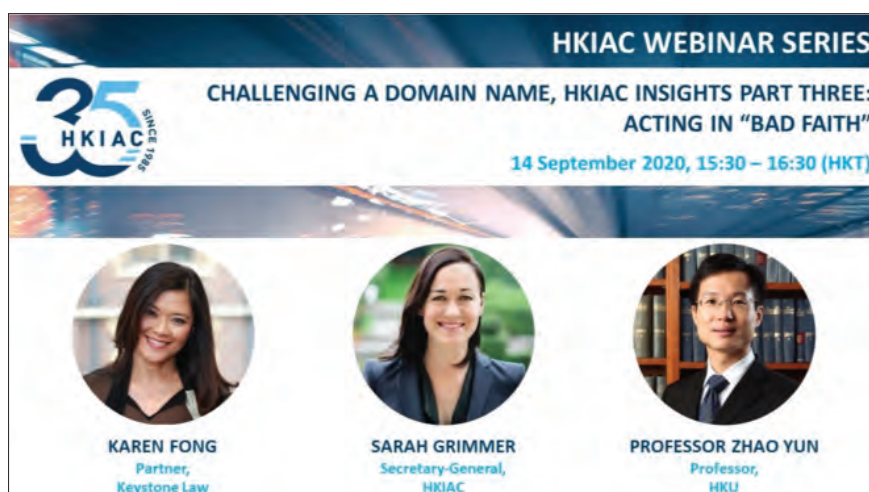 HKIAC WEBINAR SERIES
35
HKIAC
SINCE 1985
CHALLENGING A DOMAIN NAME, HKIAC INSIGHTS PART THREE:
ACTING IN “BAD FAITH”
14 September 2020, 15:30 – 16:30 (HKT)
KAREN FONG
Partner,
Keystone Law
SARAH GRIMMER
Secretary-General,
HKIAC
PROFESSOR ZHAO YUN
Professor,
HKU